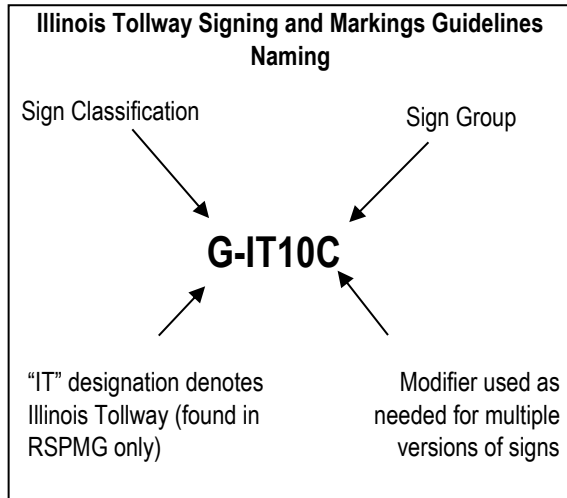 Illinois Tollway Signing and Markings Guidelines
Naming
Sign Classification
Sign Group
G-IT10C
“IT” designation denotes
Illinois Tollway (found in
RSPMG only)
Modifier used as
needed for multiple
versions of signs